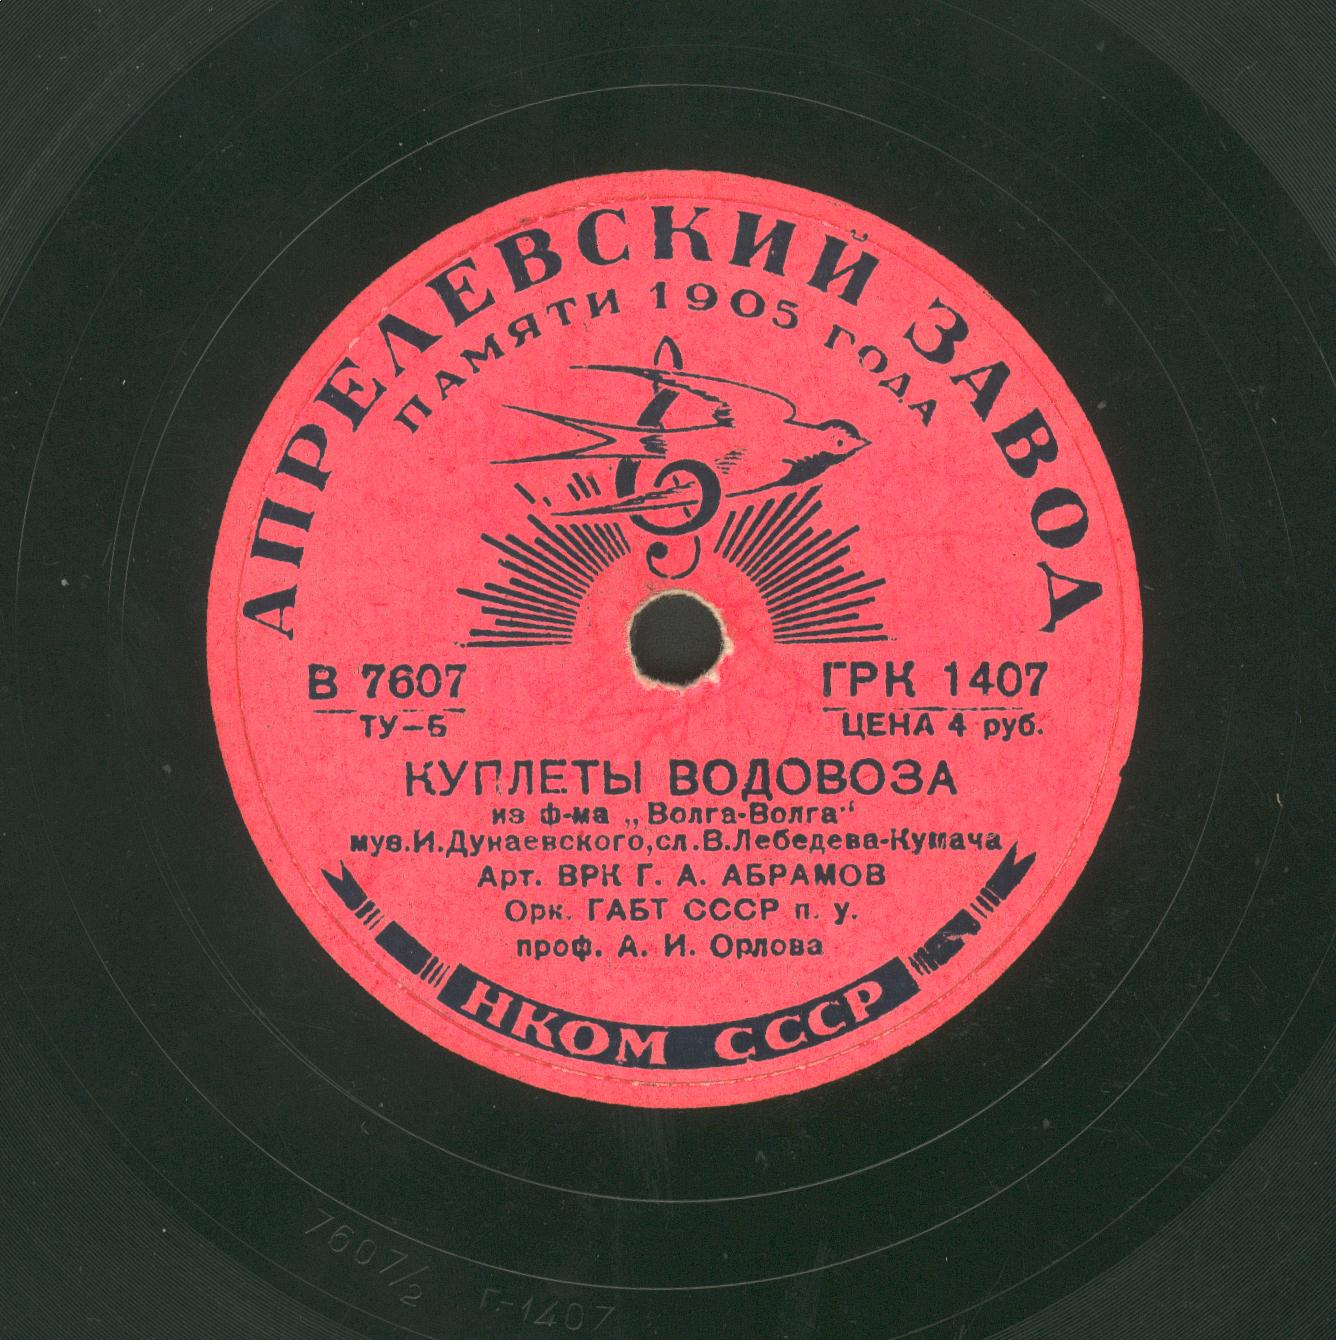 АПРЕЛЕВСКИЙ ЗАВОД
ПАМЯТИ 1905 ГОДА
В 7607
ТУ–Б
ГРК 1407
ЦЕНА 4 руб.
КУПЛЕТЫ ВОДОВОЗА
из ф-ма „Волга-Волга“
муз.И.Дунаевского,сл.В.Лебедева-Кумача
Арт. ВРК Г. А. АБРАМОВ
Орк. ГАБТ СССР п. у.
проф. А. И. Орлова
НКОМ СССР
7607/2
Г-1407